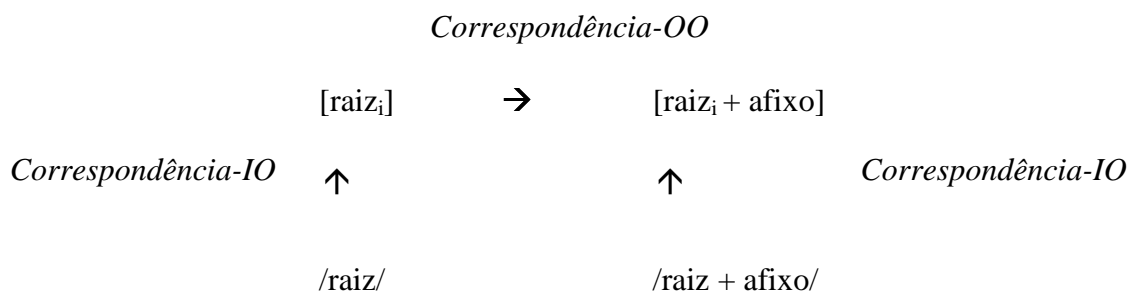 Correspondência-OO
[raizᵢ] → [raizᵢ + afixo]
Correspondência-IO ↑ ↑ Correspondência-IO
/raiz/ /raiz + afixo/